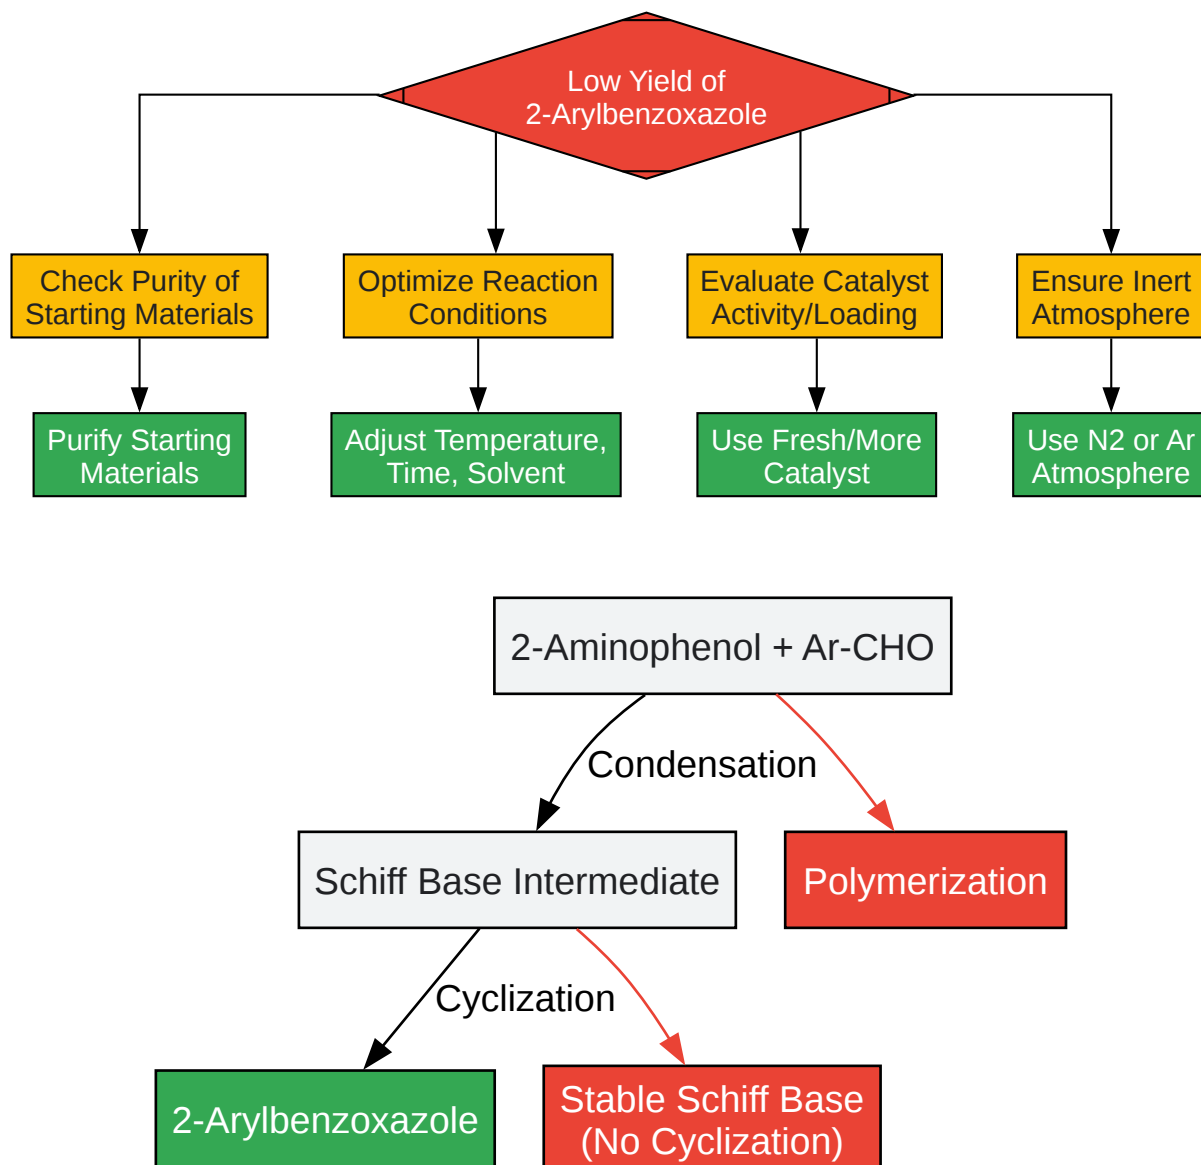 Low Yield of
2-Arylbenzoxazole
Check Purity of
Starting Materials
Optimize Reaction
Conditions
Evaluate Catalyst
Activity/Loading
Ensure Inert
Atmosphere
Purify Starting
Materials
Adjust Temperature,
Time, Solvent
Use Fresh/More
Catalyst
Use N2 or Ar
Atmosphere
2-Aminophenol + Ar-CHO
Condensation
Schiff Base Intermediate
Polymerization
Cyclization
2-Arylbenzoxazole
Stable Schiff Base
(No Cyclization)